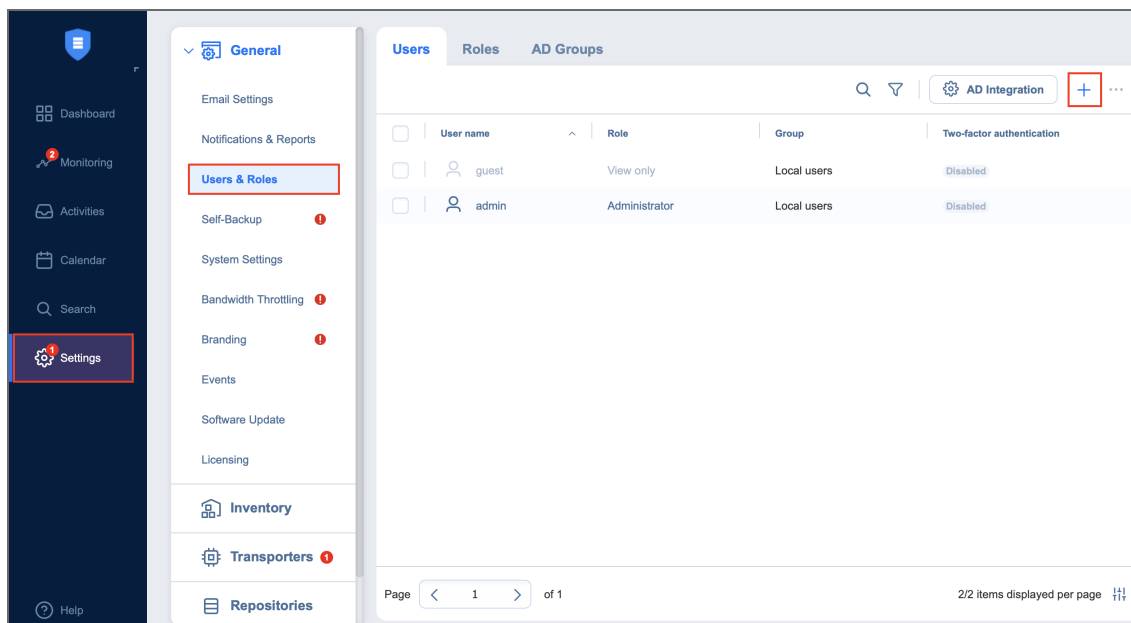 Dashboard
2
Monitoring
Activities
Calendar
Search
1
Settings
Help
General
Email Settings
Notifications & Reports
Users & Roles
Self-Backup !
System Settings
Bandwidth Throttling !
Branding !
Events
Software Update
Licensing
Inventory
Transporters 1
Repositories
Users Roles AD Groups
AD Integration
User name Role Group Two-factor authentication
guest View only Local users Disabled
admin Administrator Local users Disabled
Page 1 of 1 2/2 items displayed per page